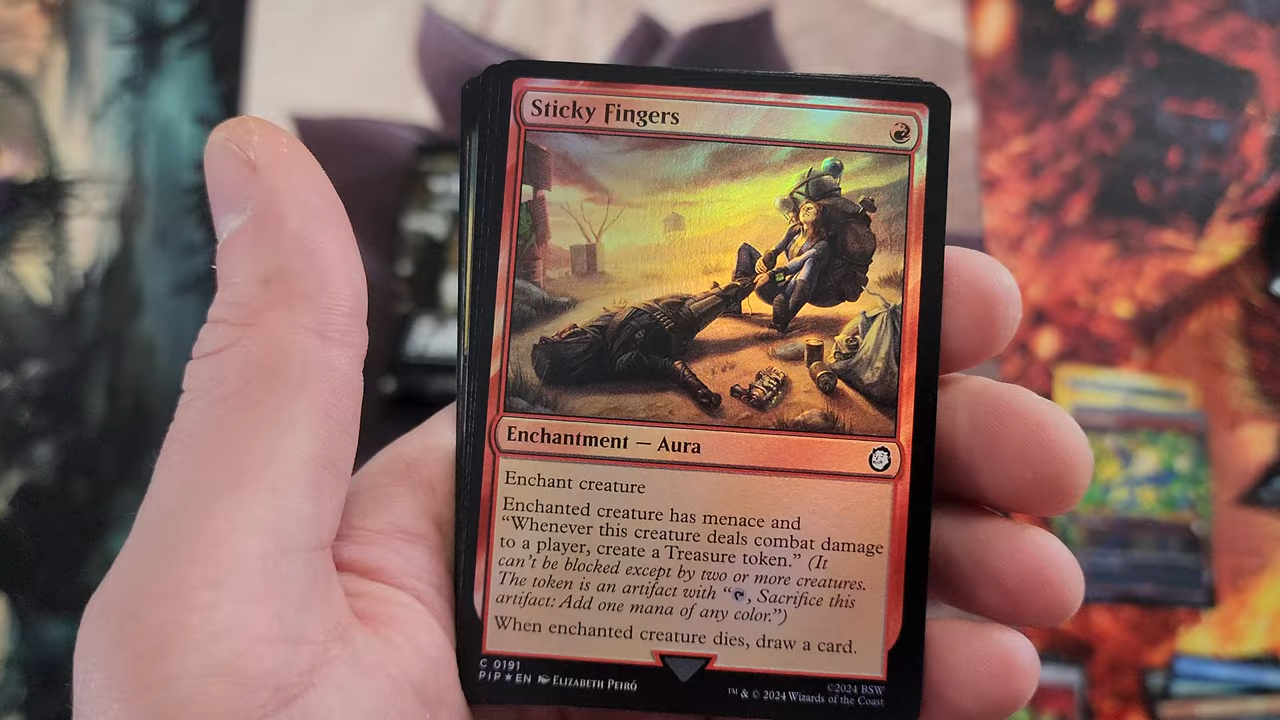 Sticky Fingers
Enchantment — Aura
Enchant creature
Enchanted creature has menace and
“Whenever this creature deals combat damage
to a player, create a Treasure token.” (It
can't be blocked except by two or more creatures.
The token is an artifact with “, Sacrifice this
artifact: Add one mana of any color.”)
When enchanted creature dies, draw a card.
C 0191
PIP★EN Elizabeth Peiró
©2024 BSW
™ & © 2024 Wizards of the Coast